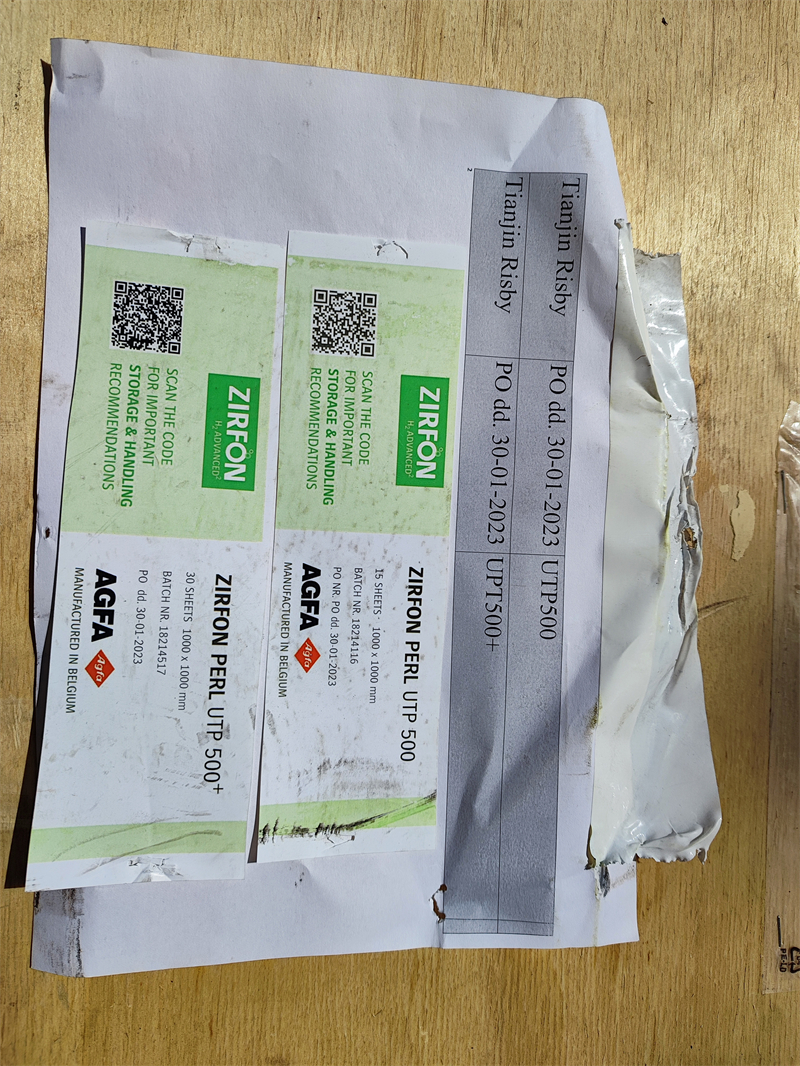 Tianjin Risby PO dd. 30-01-2023 UTP500
Tianjin Risby PO dd. 30-01-2023 UPT500+
2
ZIRFON
H₂ ADVANCED²
SCAN THE CODE
FOR IMPORTANT
STORAGE & HANDLING
RECOMMENDATIONS
ZIRFON PERL UTP 500
15 SHEETS 1000 x 1000 mm
BATCH NR. 18214116
PO NR: PO dd. 30-01-2023
AGFA
Agfa
MANUFACTURED IN BELGIUM
ZIRFON
H₂ ADVANCED²
SCAN THE CODE
FOR IMPORTANT
STORAGE & HANDLING
RECOMMENDATIONS
ZIRFON PERL UTP 500+
30 SHEETS 1000 x 1000 mm
BATCH NR. 18214517
PO dd. 30-01-2023
AGFA
Agfa
MANUFACTURED IN BELGIUM